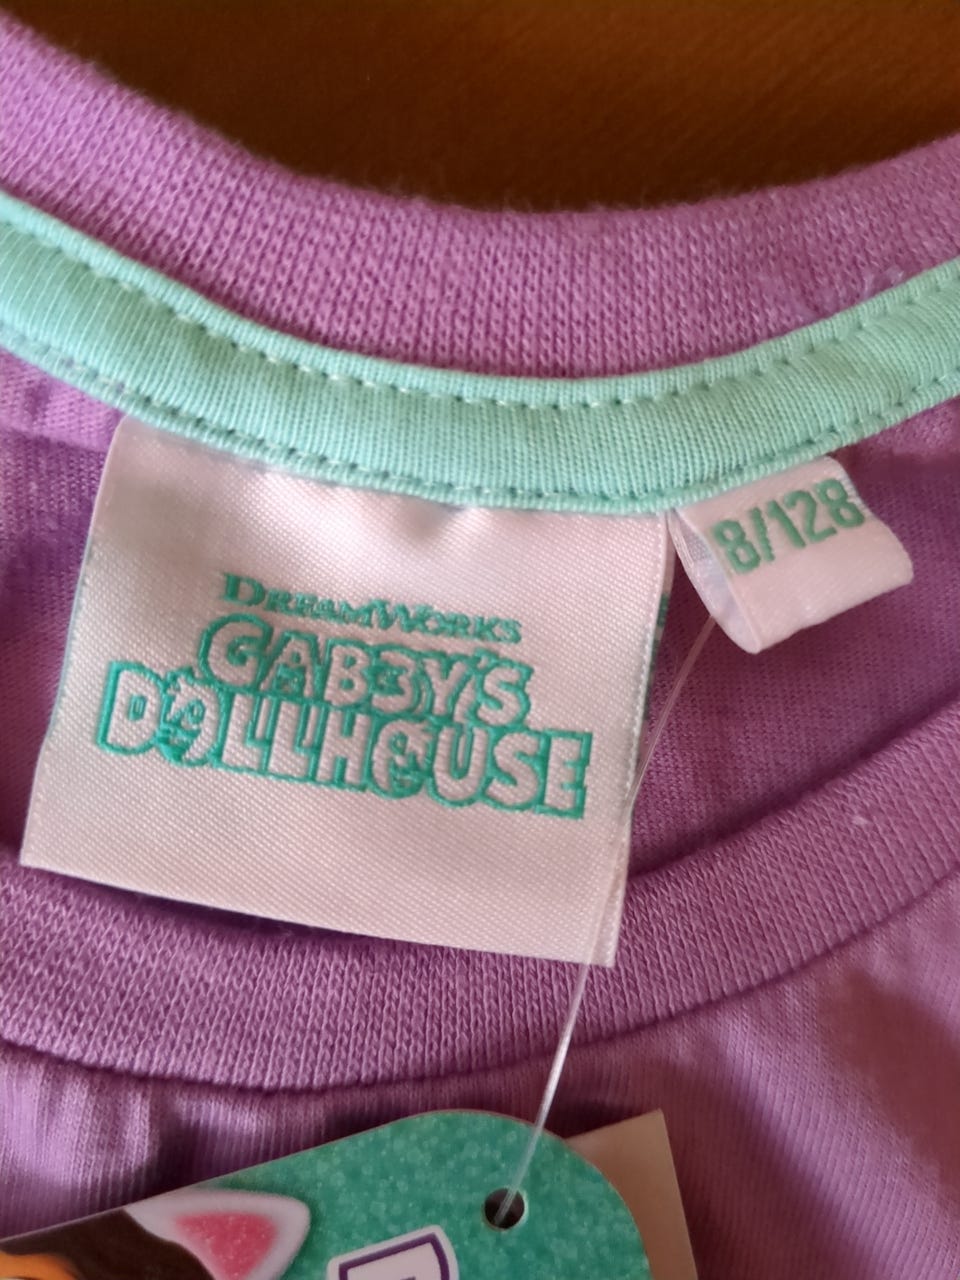 DREAMWORKS
GABBY'S
DOLLHOUSE
8/128